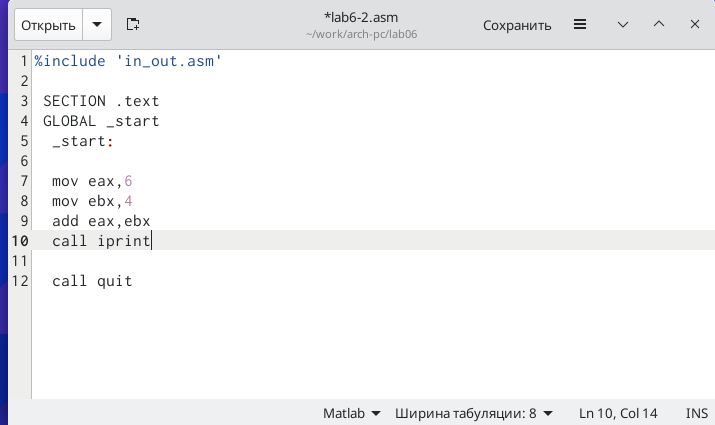 Открыть
*lab6-2.asm
~/work/arch-pc/lab06
Сохранить
1 %include 'in_out.asm'
2
3 SECTION .text
4 GLOBAL _start
5 _start:
6
7 mov eax,6
8 mov ebx,4
9 add eax,ebx
10 call iprint
11
12 call quit
Matlab Ширина табуляции: 8 Ln 10, Col 14 INS